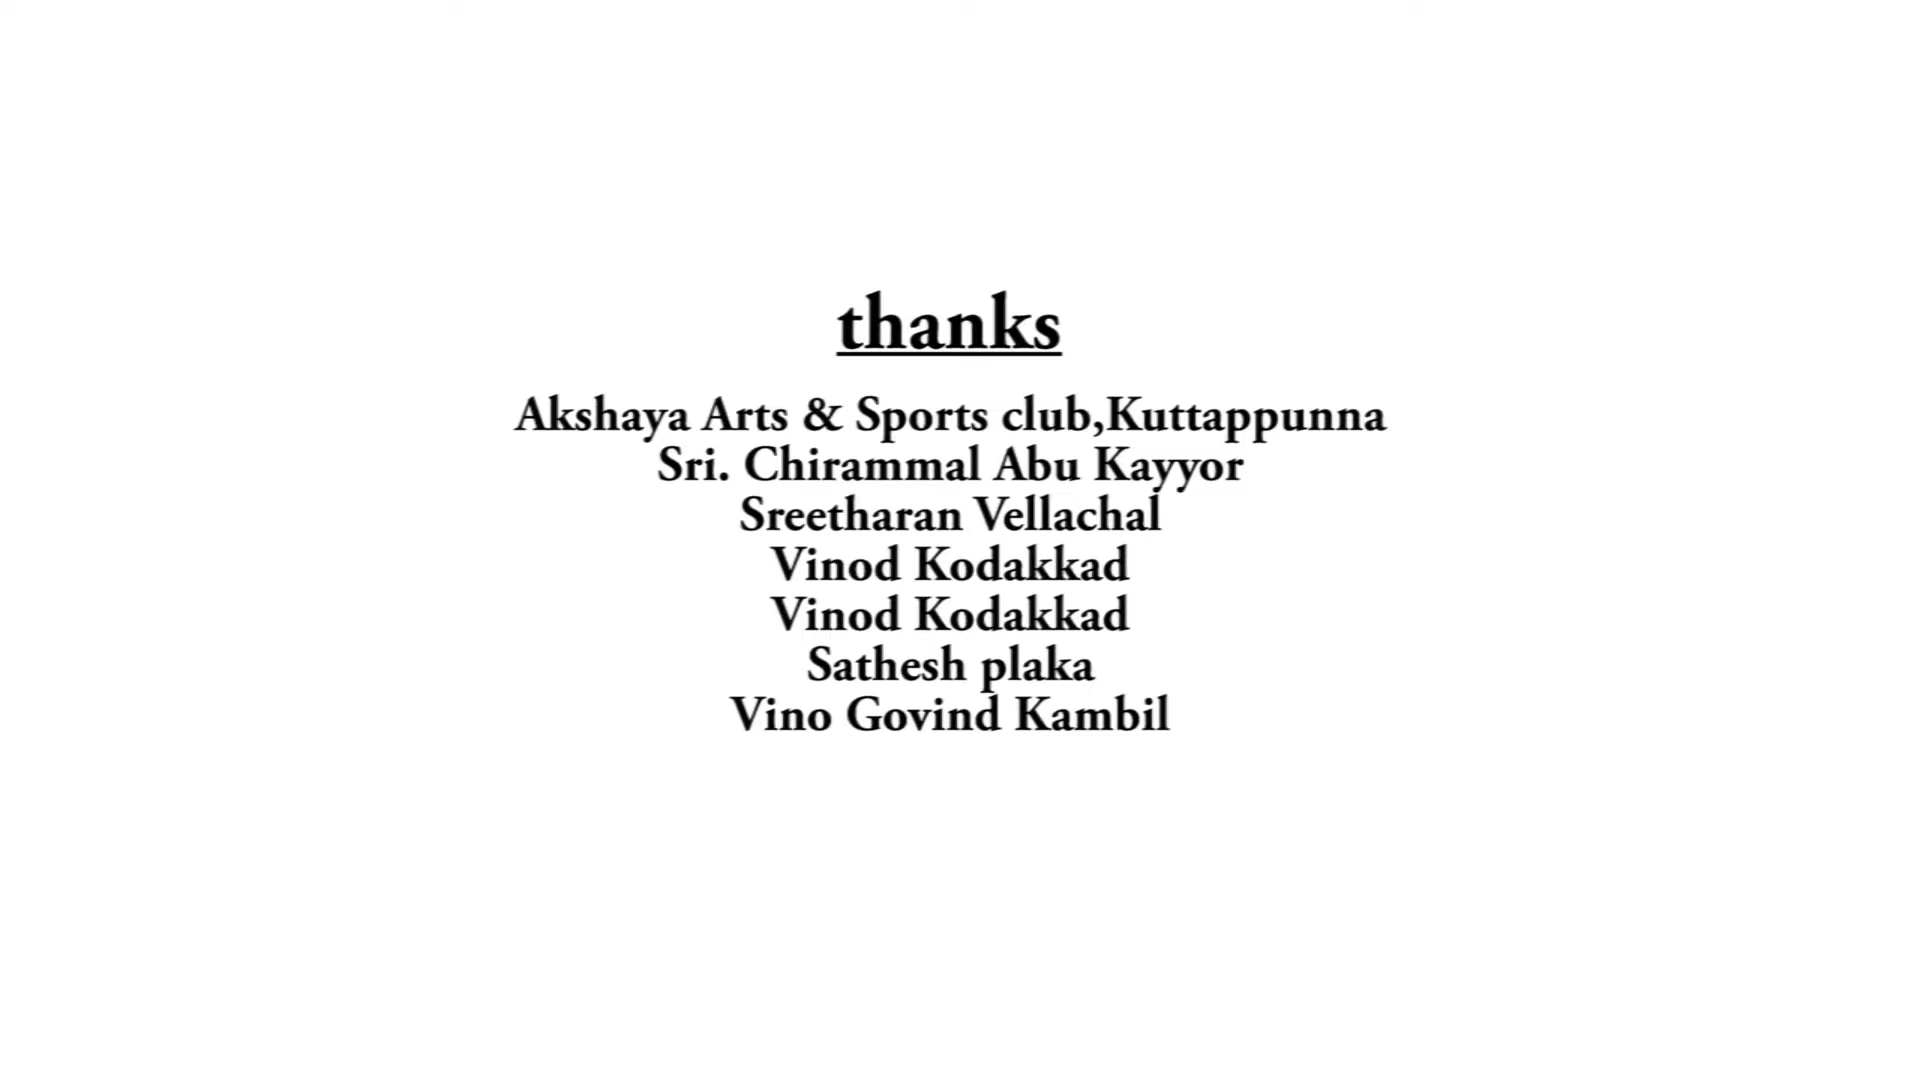 thanks
Akshaya Arts & Sports club,Kuttappunna
Sri. Chirammal Abu Kayyor
Sreetharan Vellachal
Vinod Kodakkad
Vinod Kodakkad
Sathesh plaka
Vino Govind Kambil